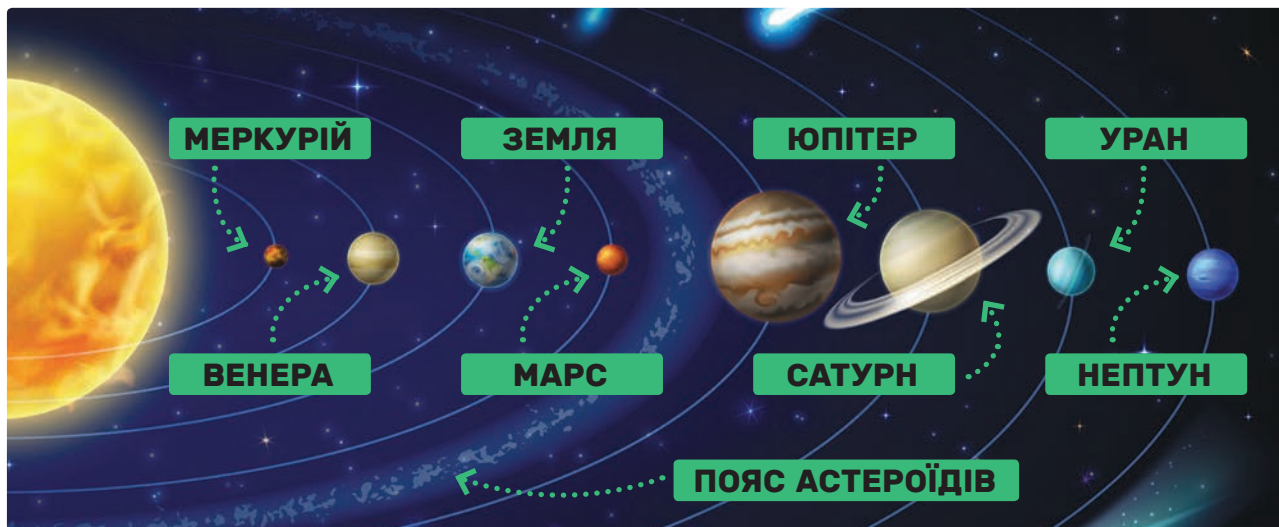 МЕРКУРІЙ
ЗЕМЛЯ
ЮПІТЕР
УРАН
ВЕНЕРА
МАРС
САТУРН
НЕПТУН
ПОЯС АСТЕРОЇДІВ